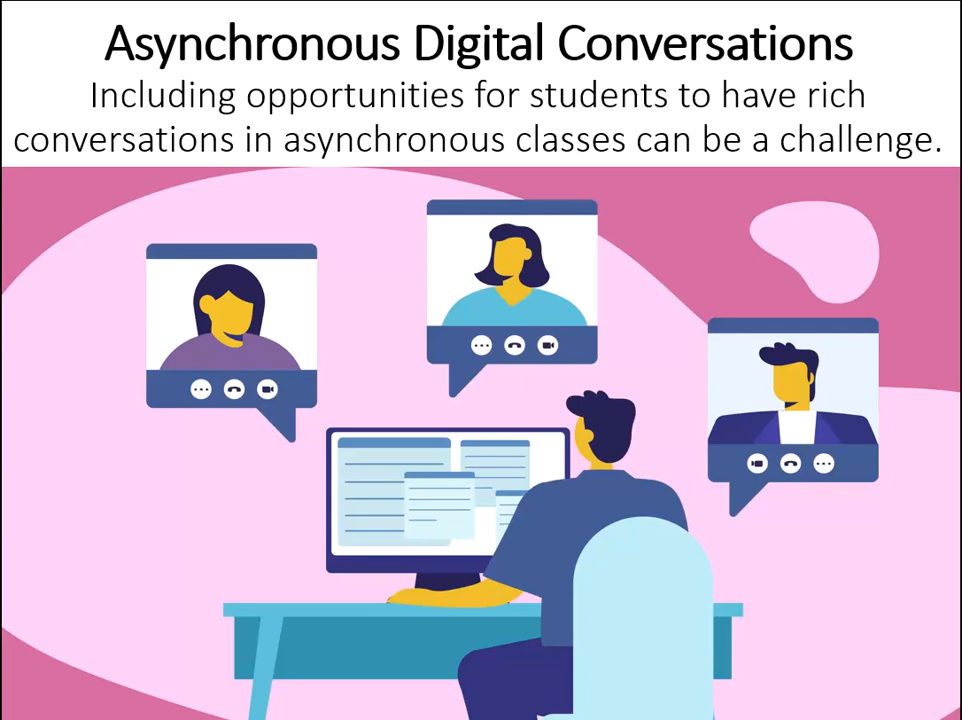 Asynchronous Digital Conversations
Including opportunities for students to have rich
conversations in asynchronous classes can be a challenge.